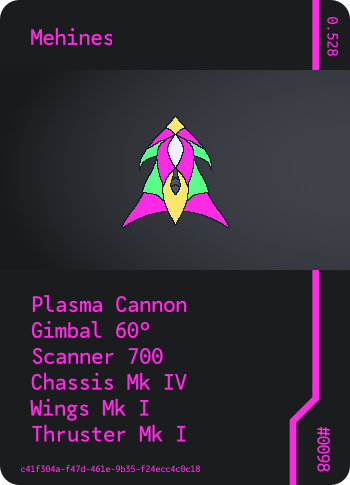 Mehines
0.528
Plasma Cannon
Gimbal 60°
Scanner 700
Chassis Mk IV
Wings Mk I
Thruster Mk I
#0098
c41f304a-f47d-461e-9b35-f24ecc4c0c18